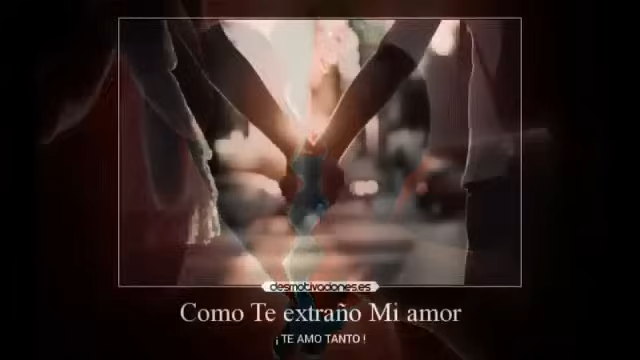 desmotivaciones.es
Como Te extraño Mi amor
¡ TE AMO TANTO !